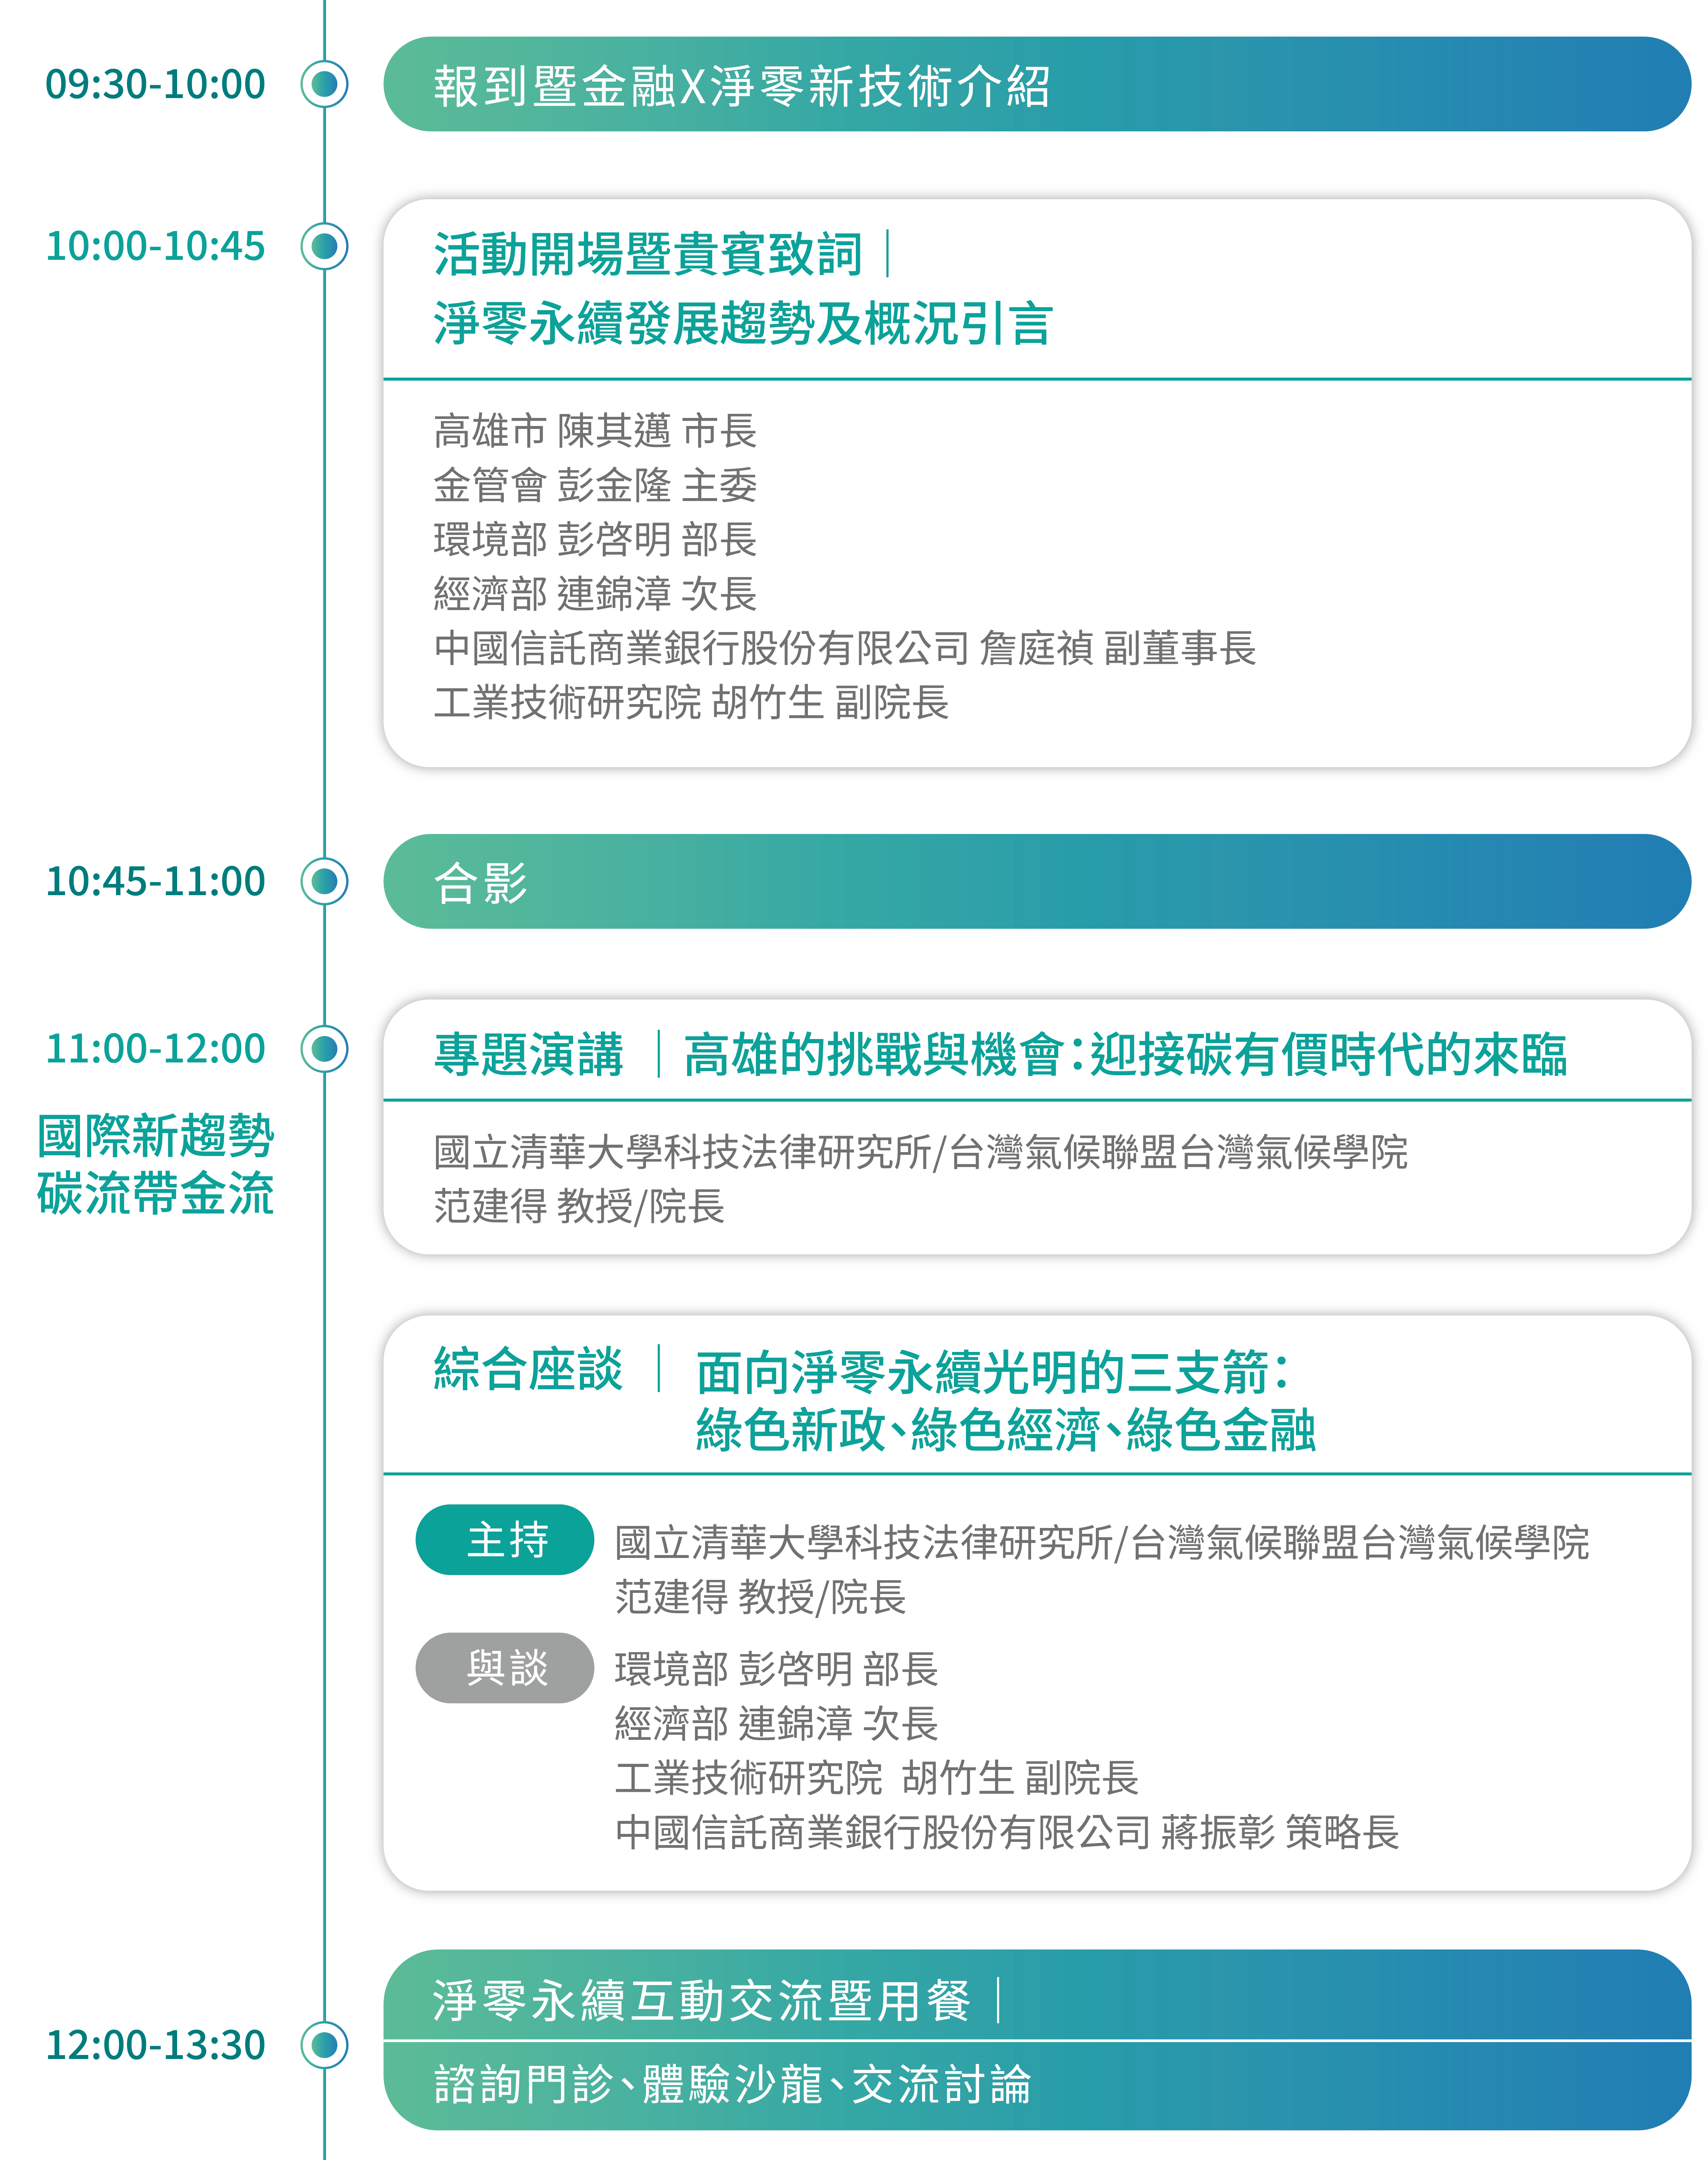 09:30-10:00
報到暨金融X淨零新技術介紹
10:00-10:45
活動開場暨貴賓致詞｜
淨零永續發展趨勢及概況引言
高雄市 陳其邁 市長
金管會 彭金隆 主委
環境部 彭啓明 部長
經濟部 連錦漳 次長
中國信託商業銀行股份有限公司 詹庭禎 副董事長
工業技術研究院 胡竹生 副院長
10:45-11:00
合影
11:00-12:00
國際新趨勢
碳流帶金流
專題演講｜高雄的挑戰與機會：迎接碳有價時代的來臨
國立清華大學科技法律研究所/台灣氣候聯盟台灣氣候學院
范建得 教授/院長
綜合座談｜面向淨零永續光明的三支箭：
綠色新政、綠色經濟、綠色金融
主持
國立清華大學科技法律研究所/台灣氣候聯盟台灣氣候學院
范建得 教授/院長
與談
環境部 彭啓明 部長
經濟部 連錦漳 次長
工業技術研究院 胡竹生 副院長
中國信託商業銀行股份有限公司 蔣振彰 策略長
12:00-13:30
淨零永續互動交流暨用餐｜
諮詢門診、體驗沙龍、交流討論